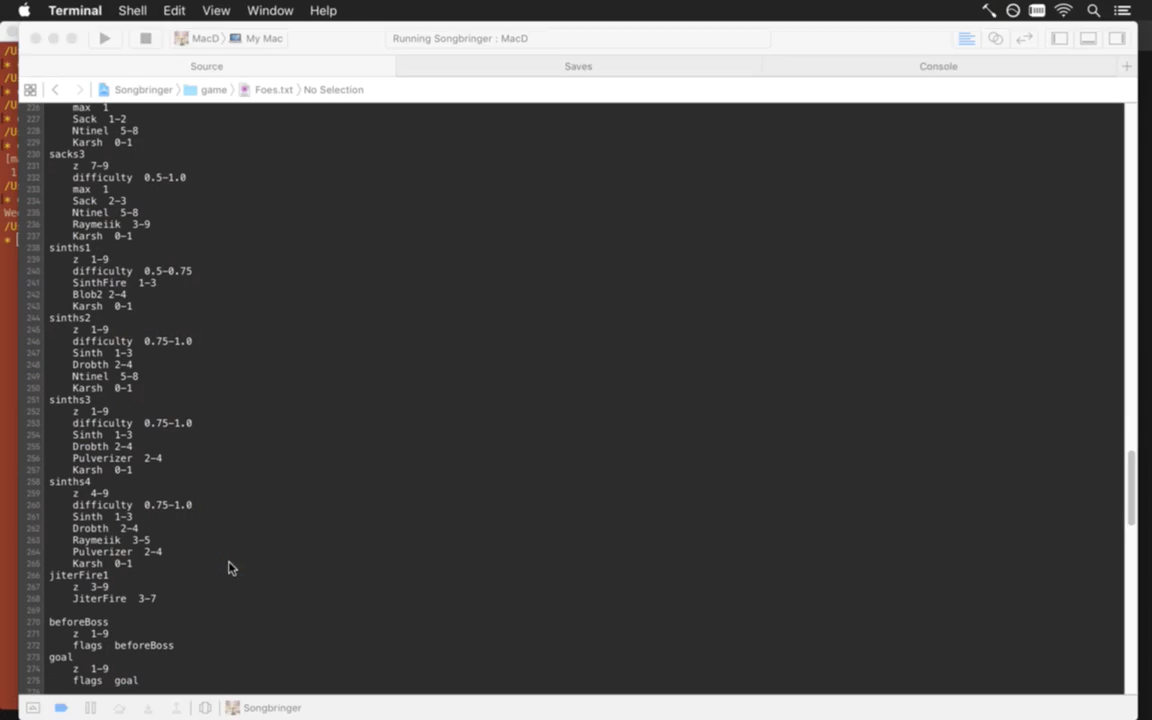 Terminal Shell Edit View Window Help
MacD My Mac
Running Songbringer : MacD
Source Saves Console
Songbringer game Foes.txt No Selection
226 max 1
227 Sack 1-2
228 Ntinel 5-8
229 Karsh 0-1
230 sacks3
231 z 7-9
232 difficulty 0.5-1.0
233 max 1
234 Sack 2-3
235 Ntinel 5-8
236 Raymeiik 3-9
237 Karsh 0-1
238 sinths1
239 z 1-9
240 difficulty 0.5-0.75
241 SinthFire 1-3
242 Blob2 2-4
243 Karsh 0-1
244 sinths2
245 z 1-9
246 difficulty 0.75-1.0
247 Sinth 1-3
248 Drobth 2-4
249 Ntinel 5-8
250 Karsh 0-1
251 sinths3
252 z 1-9
253 difficulty 0.75-1.0
254 Sinth 1-3
255 Drobth 2-4
256 Pulverizer 2-4
257 Karsh 0-1
258 sinths4
259 z 4-9
260 difficulty 0.75-1.0
261 Sinth 1-3
262 Drobth 2-4
263 Raymeiik 3-5
264 Pulverizer 2-4
265 Karsh 0-1
266 jiterFire1
267 z 3-9
268 JiterFire 3-7
269
270 beforeBoss
271 z 1-9
272 flags beforeBoss
273 goal
274 z 1-9
275 flags goal
Songbringer